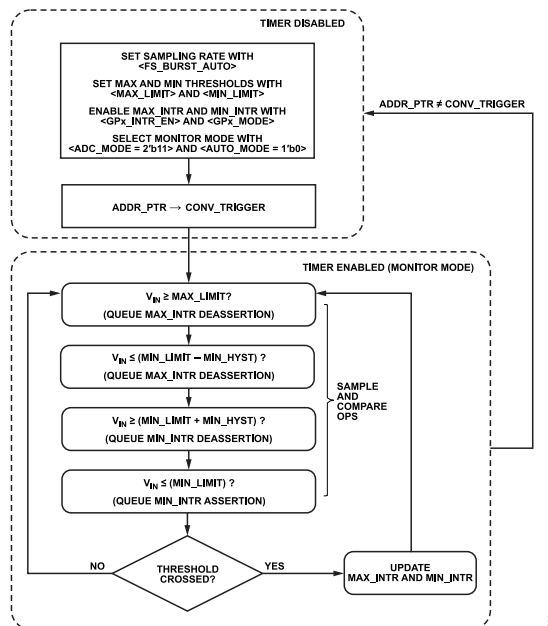 TIMER DISABLED
SET SAMPLING RATE WITH
<FS_BURST_AUTO>
SET MAX AND MIN THRESHOLDS WITH
<MAX_LIMIT> AND <MIN_LIMIT>
ENABLE MAX_INTR AND MIN_INTR WITH
<GPx_INTR_EN> AND <GPx_MODE>
SELECT MONITOR MODE WITH
<ADC_MODE = 2'b11> AND <AUTO_MODE = 1'b0>
ADDR_PTR → CONV_TRIGGER
ADDR_PTR ≠ CONV_TRIGGER
TIMER ENABLED (MONITOR MODE)
VIN ≥ MAX_LIMIT?
(QUEUE MAX_INTR DEASSERTION)
VIN ≤ (MIN_LIMIT – MIN_HYST) ?
(QUEUE MAX_INTR DEASSERTION)
VIN ≥ (MIN_LIMIT + MIN_HYST) ?
(QUEUE MIN_INTR DEASSERTION)
VIN ≤ (MIN_LIMIT) ?
(QUEUE MIN_INTR ASSERTION)
SAMPLE
AND
COMPARE
OPS
NO
THRESHOLD
CROSSED?
YES
UPDATE
MAX_INTR AND MIN_INTR